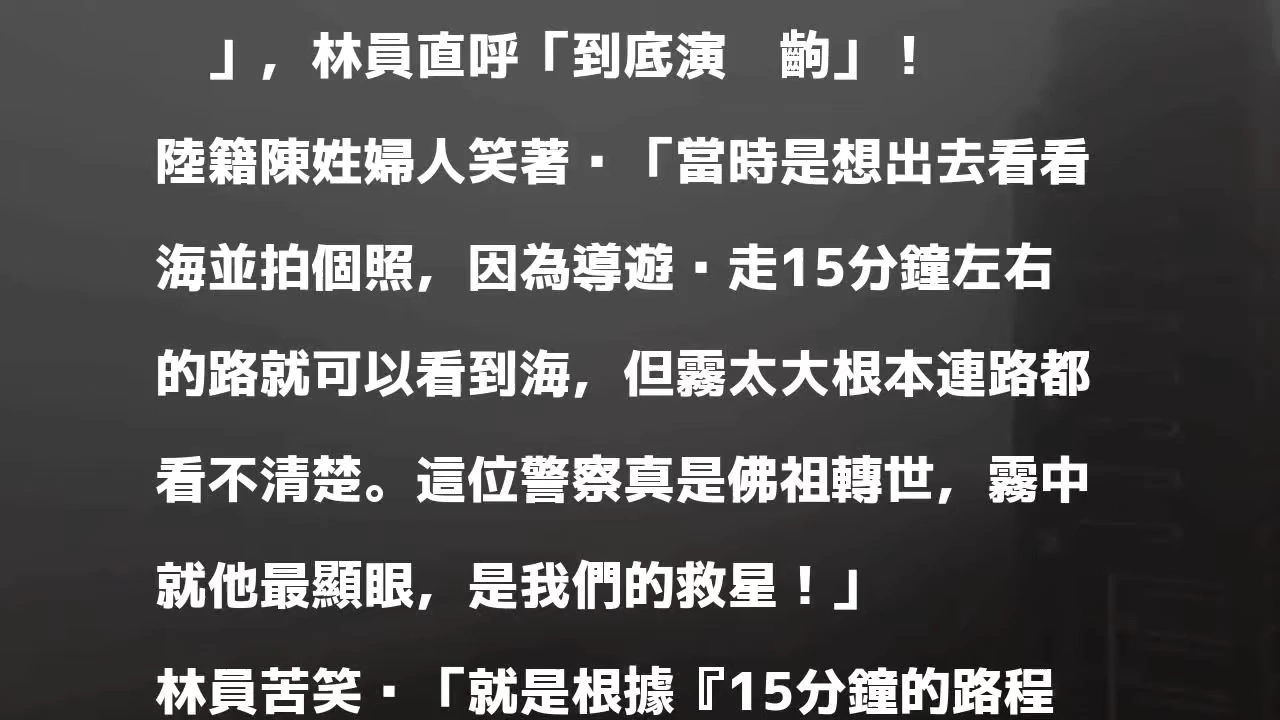 」，林員直呼「到底演 齣」！
陸籍陳姓婦人笑著▪「當時是想出去看看
海並拍個照，因為導遊▪走15分鐘左右
的路就可以看到海，但霧太大根本連路都
看不清楚。這位警察真是佛祖轉世，霧中
就他最顯眼，是我們的救星！」
林員苦笑▪「就是根據『15分鐘的路程